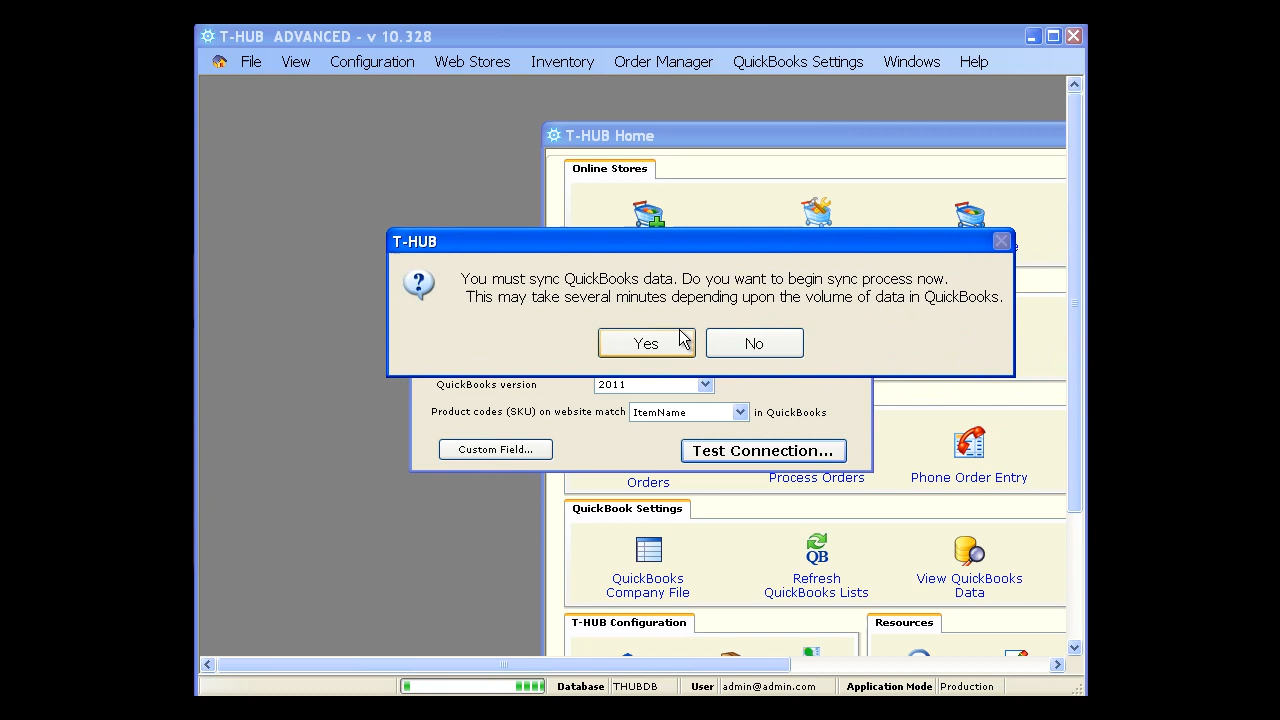 T-HUB ADVANCED - v 10.328
File View Configuration Web Stores Inventory Order Manager QuickBooks Settings Windows Help
T-HUB Home
Online Stores
T-HUB
You must sync QuickBooks data. Do you want to begin sync process now.
This may take several minutes depending upon the volume of data in QuickBooks.
Yes No
QuickBooks version 2011
Product codes (SKU) on website match ItemName in QuickBooks
Custom Field... Test Connection...
Orders Process Orders Phone Order Entry
QuickBook Settings
QuickBooks Company File
QB
Refresh QuickBooks Lists
View QuickBooks Data
T-HUB Configuration Resources
Database THUBDB User admin@admin.com Application Mode Production